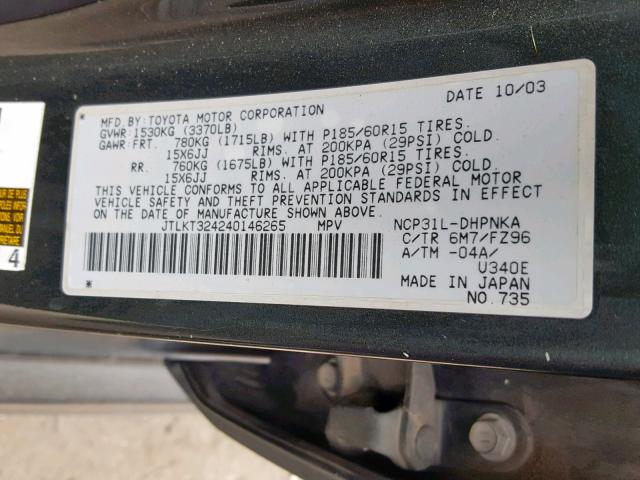 DATE 10/03
MFD.BY:TOYOTA MOTOR CORPORATION
GVWR:1530KG (3370LB)
GAWR:FRT. 780KG (1715LB) WITH P185/60R15 TIRES.
15X6JJ RIMS. AT 200KPA (29PSI) COLD.
RR. 760KG (1675LB) WITH P185/60R15 TIRES.
15X6JJ RIMS. AT 200KPA (29PSI) COLD.
THIS VEHICLE CONFORMS TO ALL APPLICABLE FEDERAL MOTOR
VEHICLE SAFETY AND THEFT PREVENTION STANDARDS IN EFFECT
ON THE DATE OF MANUFACTURE SHOWN ABOVE.
JTLKT324240146265 MPV NCP31L-DHPNKA
C/TR 6M7/FZ96
A/TM -04A/
U340E
MADE IN JAPAN
NO.735
4